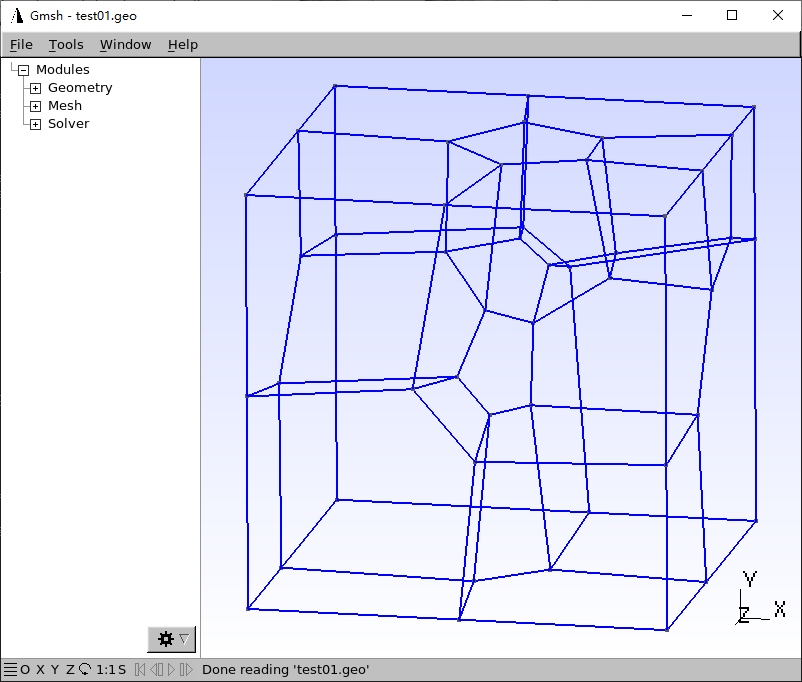 Gmsh - test01.geo
File Tools Window Help
Modules
Geometry
Mesh
Solver
Y
X
Z
O X Y Z 1:1 S Done reading 'test01.geo'